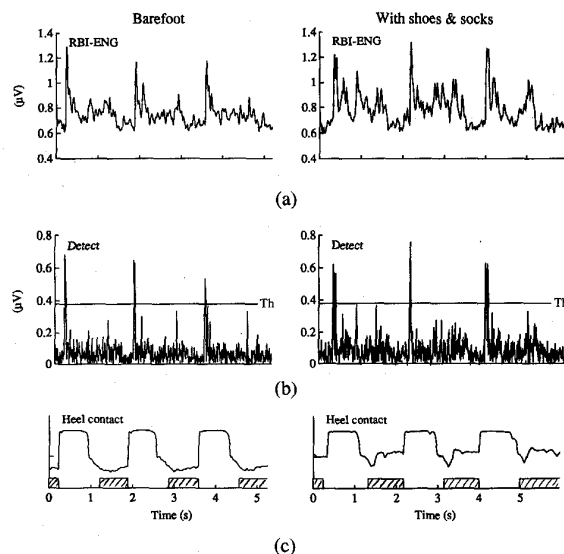 Barefoot With shoes & socks
RBI-ENG RBI-ENG
1.4 1.4
1.2 1.2
1 1
(μV)
0.8 0.8
0.6 0.6
0.4 0.4
(a)
0.8 0.8
Detect Detect
0.6 0.6
(μV)
0.4 Th 0.4 Th
0.2 0.2
0 0
(b)
Heel contact Heel contact
0 1 2 3 4 5 0 1 2 3 4 5
Time (s) Time (s)
(c)